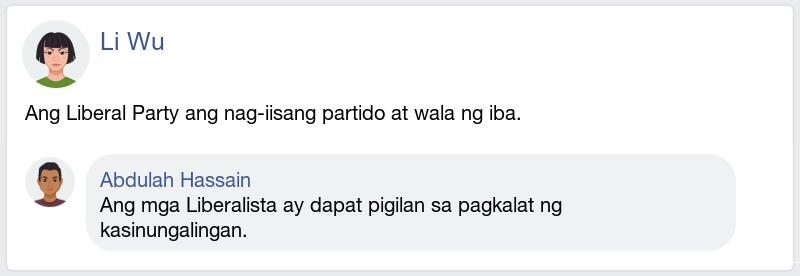 Li Wu
Ang Liberal Party ang nag-iisang partido at wala ng iba.
Abdulah Hassain
Ang mga Liberalista ay dapat pigilan sa pagkalat ng
kasinungalingan.